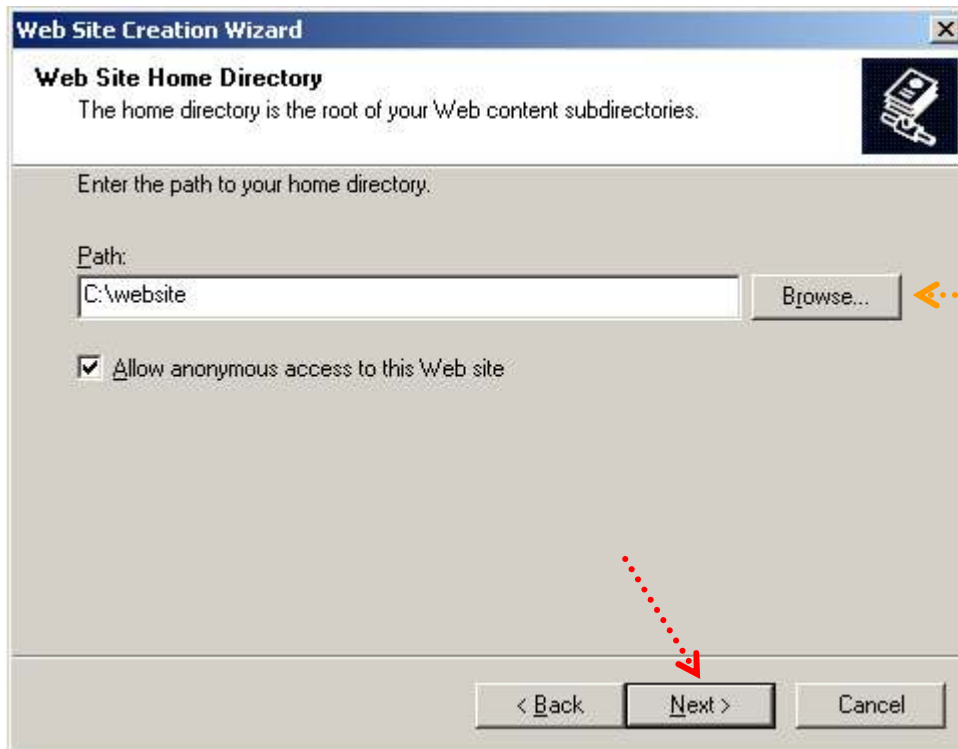 Web Site Creation Wizard
Web Site Home Directory
The home directory is the root of your Web content subdirectories.
Enter the path to your home directory.
Path:
C:\website
Browse...
Allow anonymous access to this Web site
< Back
Next >
Cancel